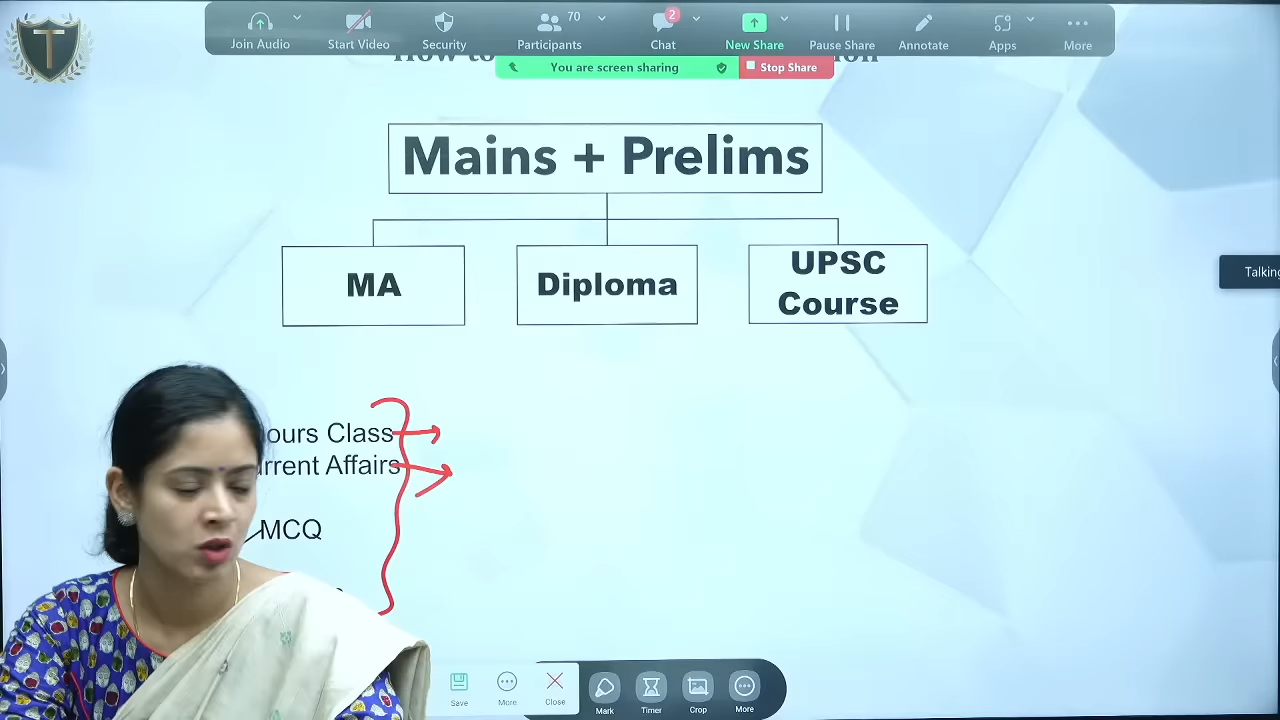 T
70
2
Join Audio Start Video Security Participants Chat New Share Pause Share Annotate Apps More
You are screen sharing Stop Share
Mains + Prelims
MA Diploma UPSC
Course
Talking
ours Class
rrent Affairs
MCQ
Save More Close Mark Timer Crop More